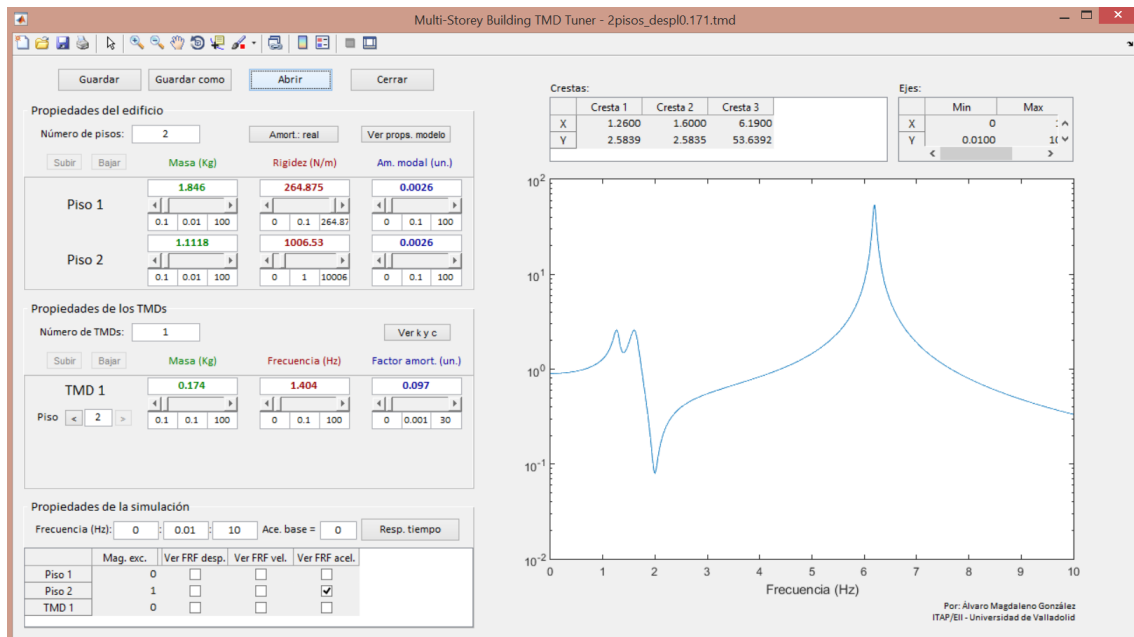 Multi-Storey Building TMD Tuner - 2pisos_despl0.171.tmd
Guardar Guardar como Abrir Cerrar
Propiedades del edificio
Número de pisos: 2 Amort.: real Ver props. modelo
Subir Bajar Masa (Kg) Rigidez (N/m) Am. modal (un.)
1.846 264.875 0.0026
Piso 1
0.1 0.01 100 0 0.1 264.87 0 0.1 100
1.1118 1006.53 0.0026
Piso 2
0.1 0.01 100 0 1 10006 0 0.1 100
Propiedades de los TMDs
Número de TMDs: 1 Ver k y c
Subir Bajar Masa (Kg) Frecuencia (Hz) Factor amort. (un.)
TMD 1 0.174 1.404 0.097
Piso < 2 > 0.1 0.1 100 0 0.1 100 0 0.001 30
Propiedades de la simulación
Frecuencia (Hz): 0 : 0.01 : 10 Ace. base = 0 Resp. tiempo
Mag. exc. Ver FRF desp. Ver FRF vel. Ver FRF acel.
Piso 1 0
Piso 2 1
TMD 1 0
Crestas:
Cresta 1 Cresta 2 Cresta 3
X 1.2600 1.6000 6.1900
Y 2.5839 2.5835 53.6392
Ejes:
Min Max
X 0
Y 0.0100
10²
10¹
10⁰
10⁻¹
10⁻²
0 1 2 3 4 5 6 7 8 9 10
Frecuencia (Hz)
Por: Álvaro Magdaleno González
ITAP/EII - Universidad de Valladolid